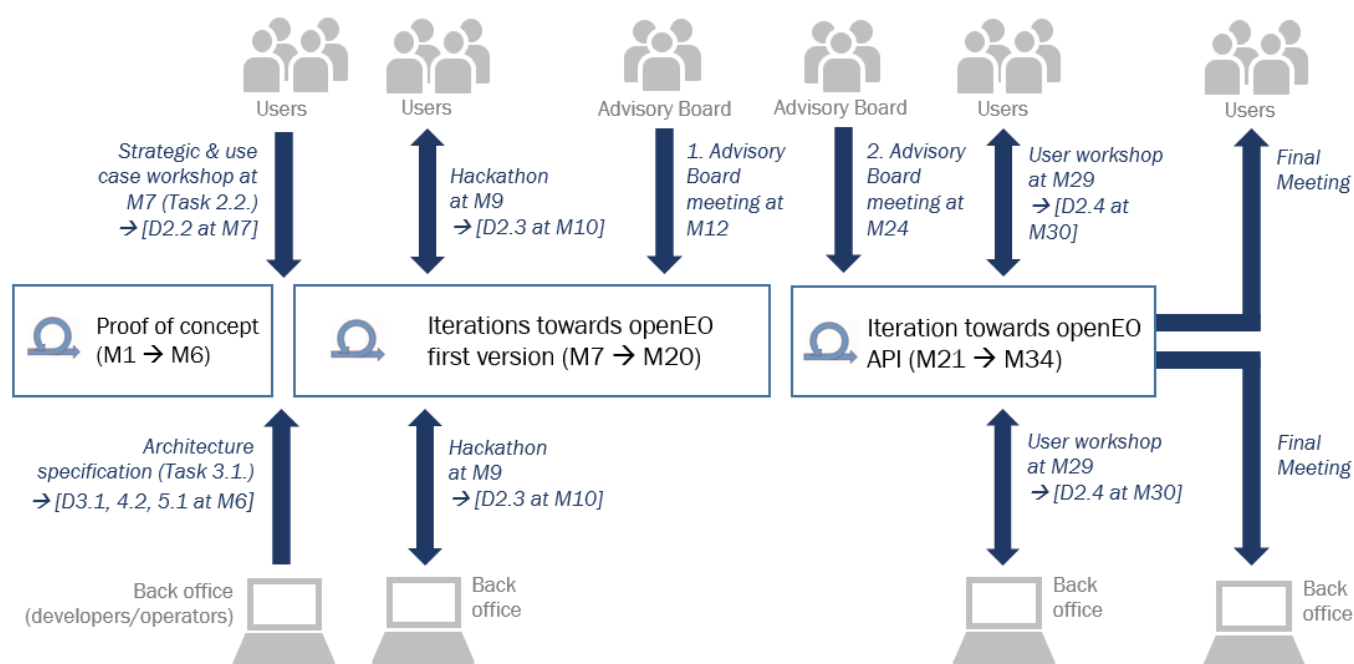 Users
Users
Advisory Board
Advisory Board
Users
Users
Strategic & use
case workshop at
M7 (Task 2.2.)
→ [D2.2 at M7]
Hackathon
at M9
→ [D2.3 at M10]
1. Advisory
Board
meeting at
M12
2. Advisory
Board
meeting at
M24
User workshop
at M29
→ [D2.4 at
M30]
Final
Meeting
Proof of concept
(M1 → M6)
Iterations towards openEO
first version (M7 → M20)
Iteration towards openEO
API (M21 → M34)
Architecture
specification (Task 3.1.)
→ [D3.1, 4.2, 5.1 at M6]
Hackathon
at M9
→ [D2.3 at M10]
User workshop
at M29
→ [D2.4 at M30]
Final
Meeting
Back office
(developers/operators)
Back
office
Back
office
Back
office